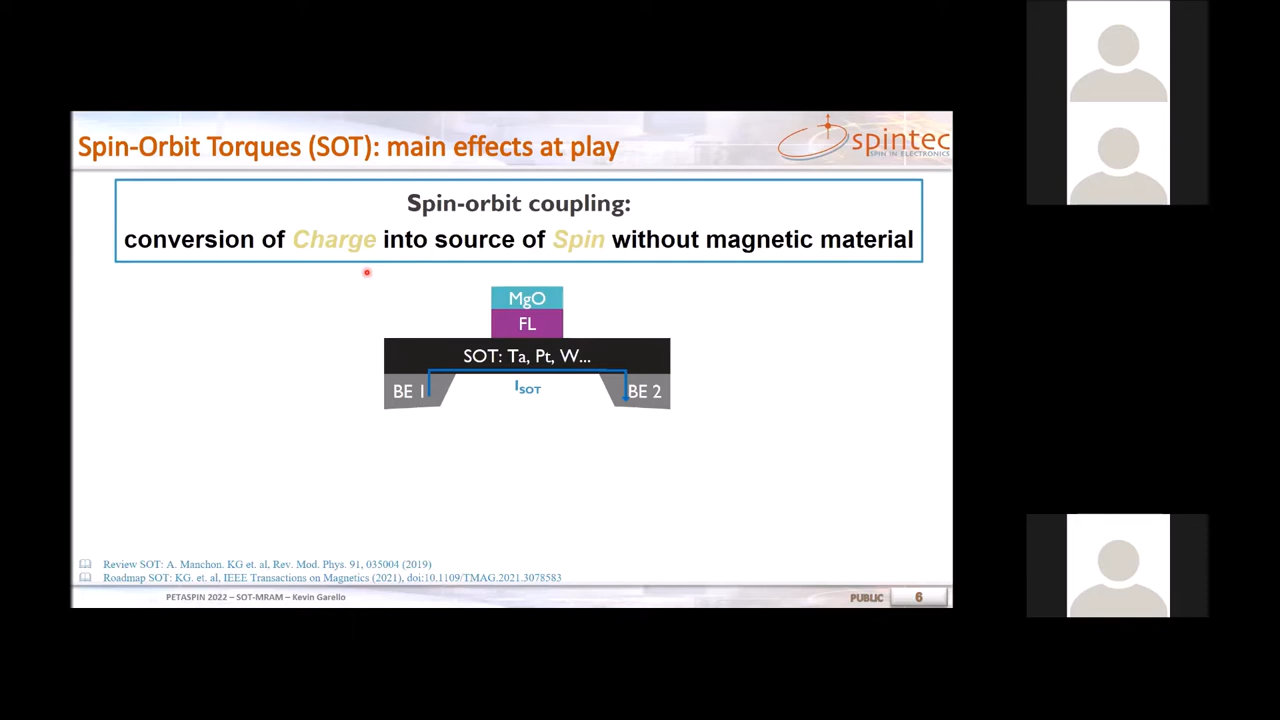 Spin-Orbit Torques (SOT): main effects at play
spintec
SPIN IN ELECTRONICS
Spin-orbit coupling:
conversion of Charge into source of Spin without magnetic material
MgO
FL
SOT: Ta, Pt, W...
BE 1
ISOT
BE 2
Review SOT: A. Manchon. KG et. al, Rev. Mod. Phys. 91, 035004 (2019)
Roadmap SOT: KG. et. al, IEEE Transactions on Magnetics (2021), doi:10.1109/TMAG.2021.3078583
PETASPIN 2022 – SOT-MRAM – Kevin Garello
PUBLIC
6